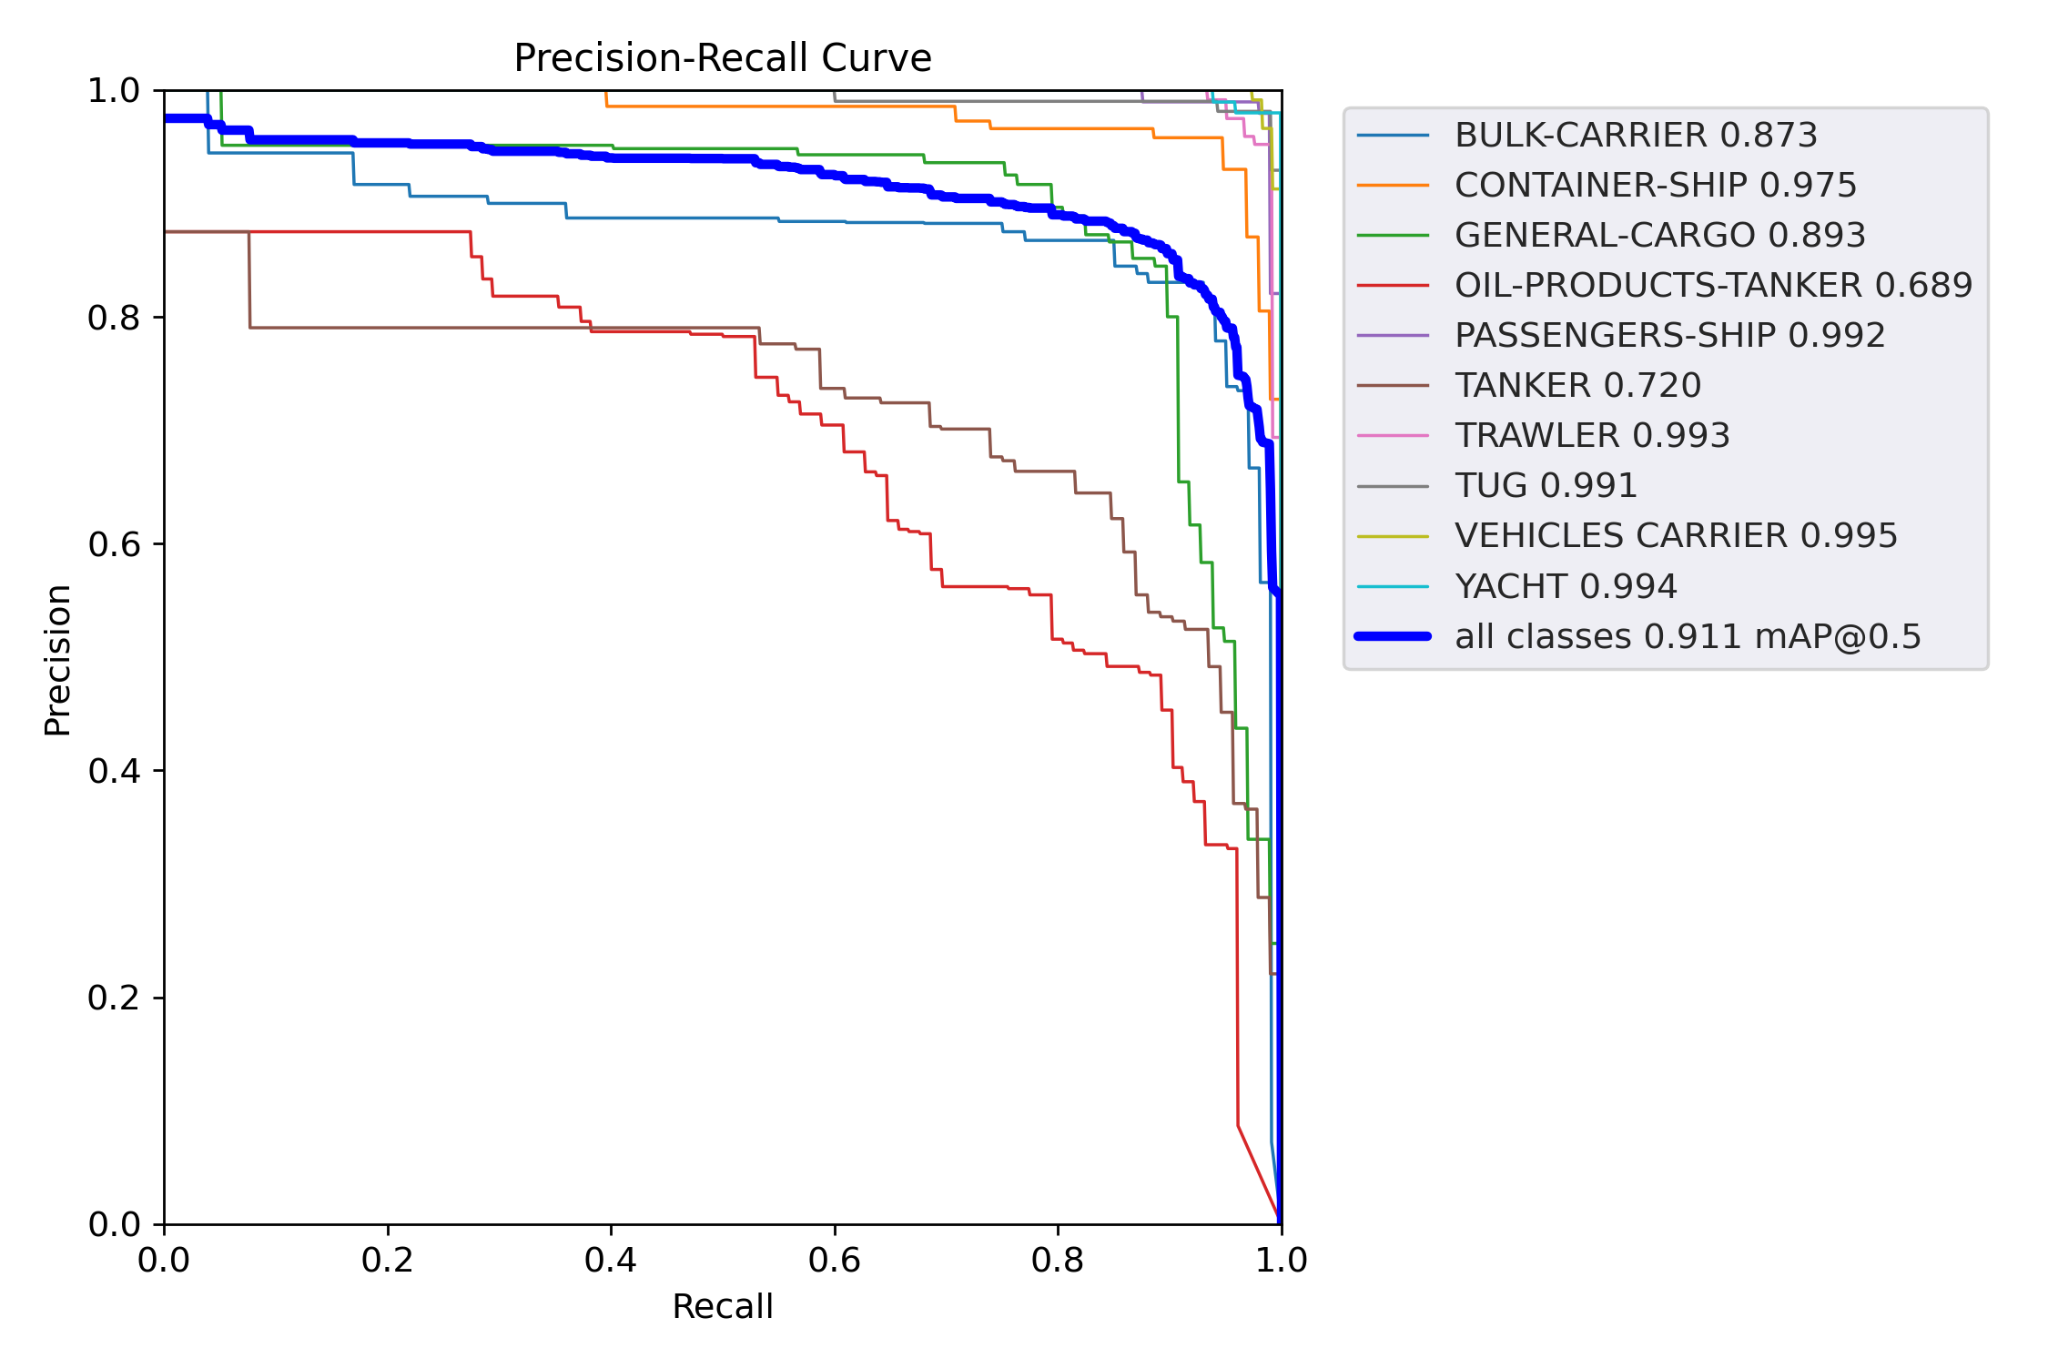 Precision-Recall Curve
1.0
0.8
0.6
0.4
0.2
0.0
Precision
0.0 0.2 0.4 0.6 0.8 1.0
Recall
BULK-CARRIER 0.873
CONTAINER-SHIP 0.975
GENERAL-CARGO 0.893
OIL-PRODUCTS-TANKER 0.689
PASSENGERS-SHIP 0.992
TANKER 0.720
TRAWLER 0.993
TUG 0.991
VEHICLES CARRIER 0.995
YACHT 0.994
all classes 0.911 mAP@0.5